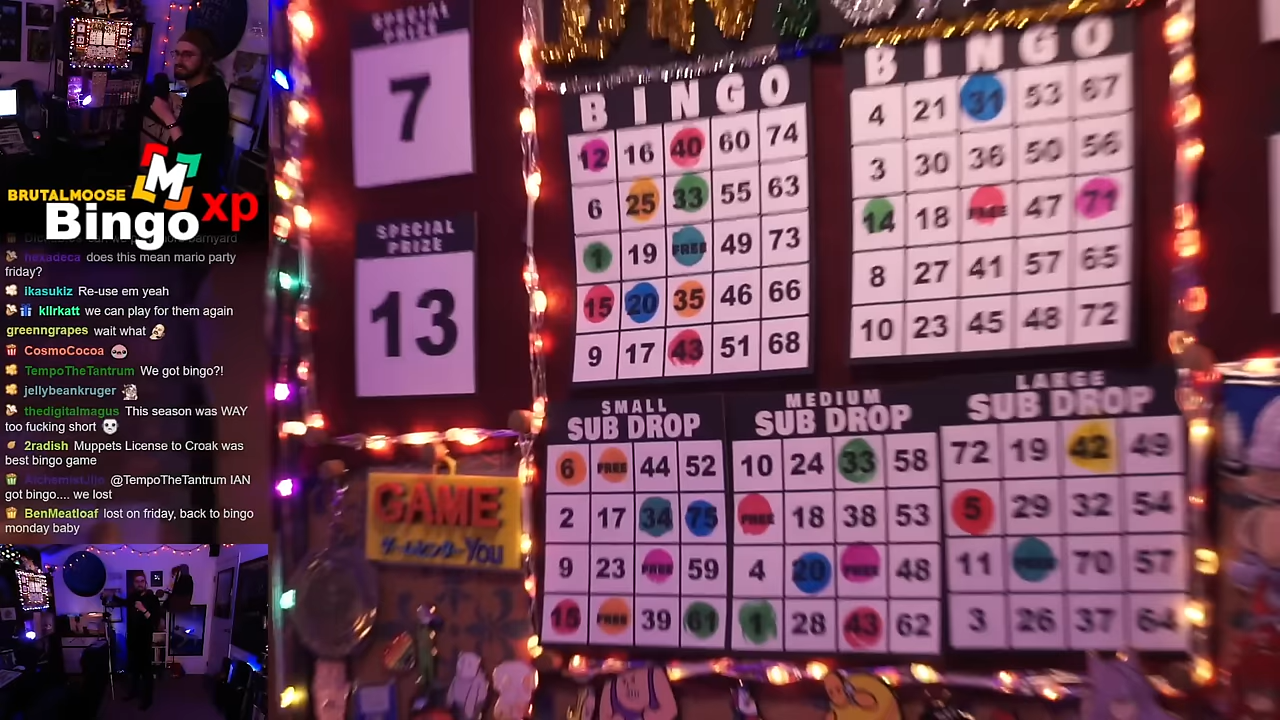 BRUTALMOOSE M
Bingo xp
hexadeca does this mean mario party
friday?
ikasukiz Re-use em yeah
kllrkatt we can play for them again
greenngrapes wait what
CosmoCocoa
TempoTheTantrum We got bingo?!
jellybeankruger
thedigitalmagus This season was WAY
too fucking short
2radish Muppets License to Croak was
best bingo game
@TempoTheTantrum IAN
got bingo.... we lost
BenMeatloaf lost on friday, back to bingo
monday baby
SPECIAL
PRIZE
7
SPECIAL
PRIZE
13
GAME
You
BINGO
12 16 40 60 74
6 25 33 55 63
1 19 FREE 49 73
15 20 35 46 66
9 17 43 51 68
BINGO
4 21 31 53 67
3 30 36 50 56
14 18 FREE 47 71
8 27 41 57 65
10 23 45 48 72
SMALL
SUB DROP
6 FREE 44 52
2 17 34 75
9 23 FREE 59
15 FREE 39 61
MEDIUM
SUB DROP
10 24 33 58
FREE 18 38 53
4 20 FREE 48
1 28 43 62
LARGE
SUB DROP
72 19 42 49
5 29 32 54
11 FREE 70 57
3 26 37 64